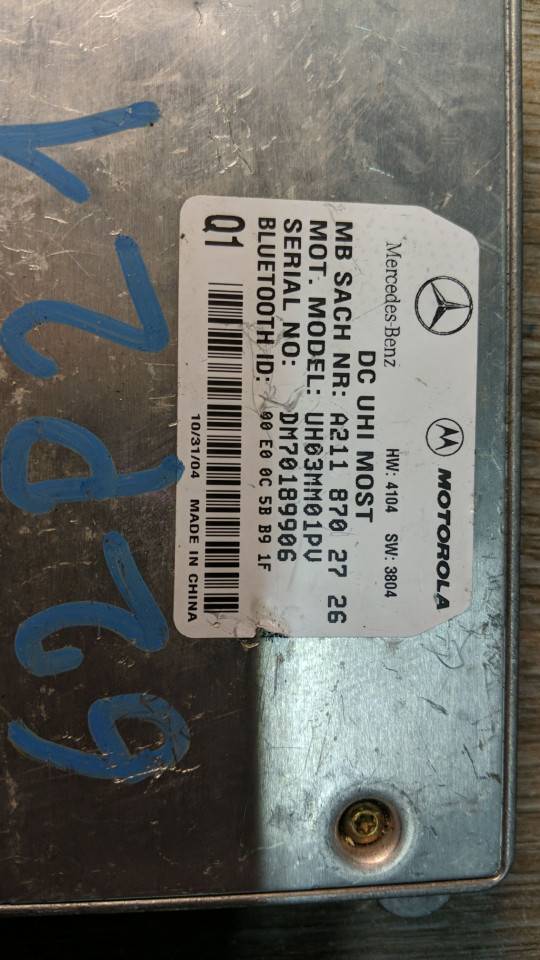 Mercedes-Benz
MOTOROLA
HW: 4104 SW: 3804
DC UHI MOST
MB SACH NR: A211 870 27 26
MOT. MODEL: UH03MM01PV
SERIAL NO: DM70189906
BLUETOOTH ID: 00 E0 0C 5B B9 1F
Q1
10/31/04 MADE IN CHINA